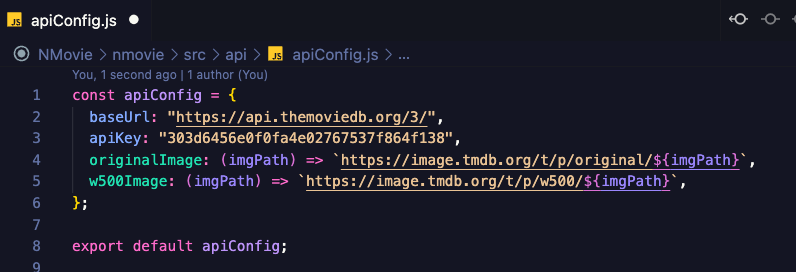 JS apiConfig.js
NMovie > nmovie > src > api > JS apiConfig.js > ...
You, 1 second ago | 1 author (You)
1 const apiConfig = {
2 baseUrl: "https://api.themoviedb.org/3/",
3 apiKey: "303d6456e0f0fa4e02767537f864f138",
4 originalImage: (imgPath) => `https://image.tmdb.org/t/p/original/${imgPath}`,
5 w500Image: (imgPath) => `https://image.tmdb.org/t/p/w500/${imgPath}`,
6 };
7
8 export default apiConfig;
9